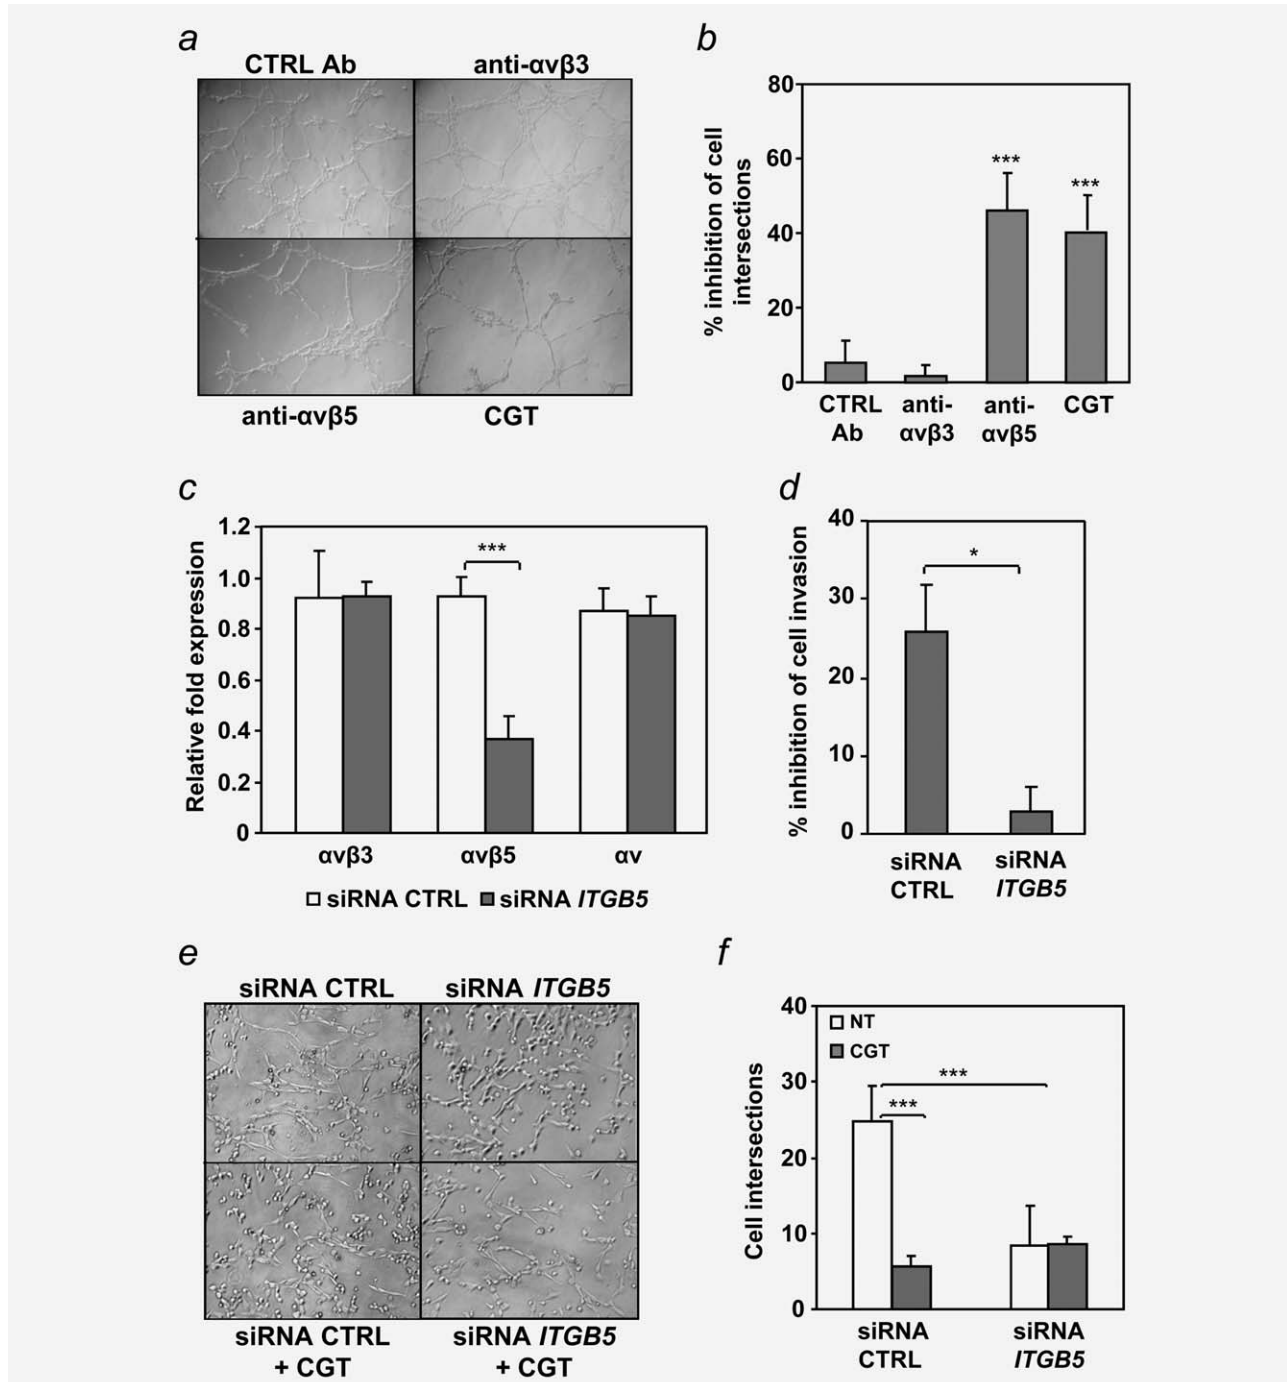 a
CTRL Ab
anti-αvβ3
anti-αvβ5
CGT
b
80
60
40
20
0
% inhibition of cell
intersections
***
***
CTRL
Ab
anti-
αvβ3
anti-
αvβ5
CGT
c
1.2
1.0
0.8
0.6
0.4
0.2
0
Relative fold expression
***
αvβ3
αvβ5
αv
siRNA CTRL
siRNA ITGB5
d
40
30
20
10
0
% inhibition of cell invasion
*
siRNA
CTRL
siRNA
ITGB5
e
siRNA CTRL
siRNA ITGB5
siRNA CTRL
+ CGT
siRNA ITGB5
+ CGT
f
40
30
20
10
0
Cell intersections
NT
CGT
***
***
siRNA
CTRL
siRNA
ITGB5